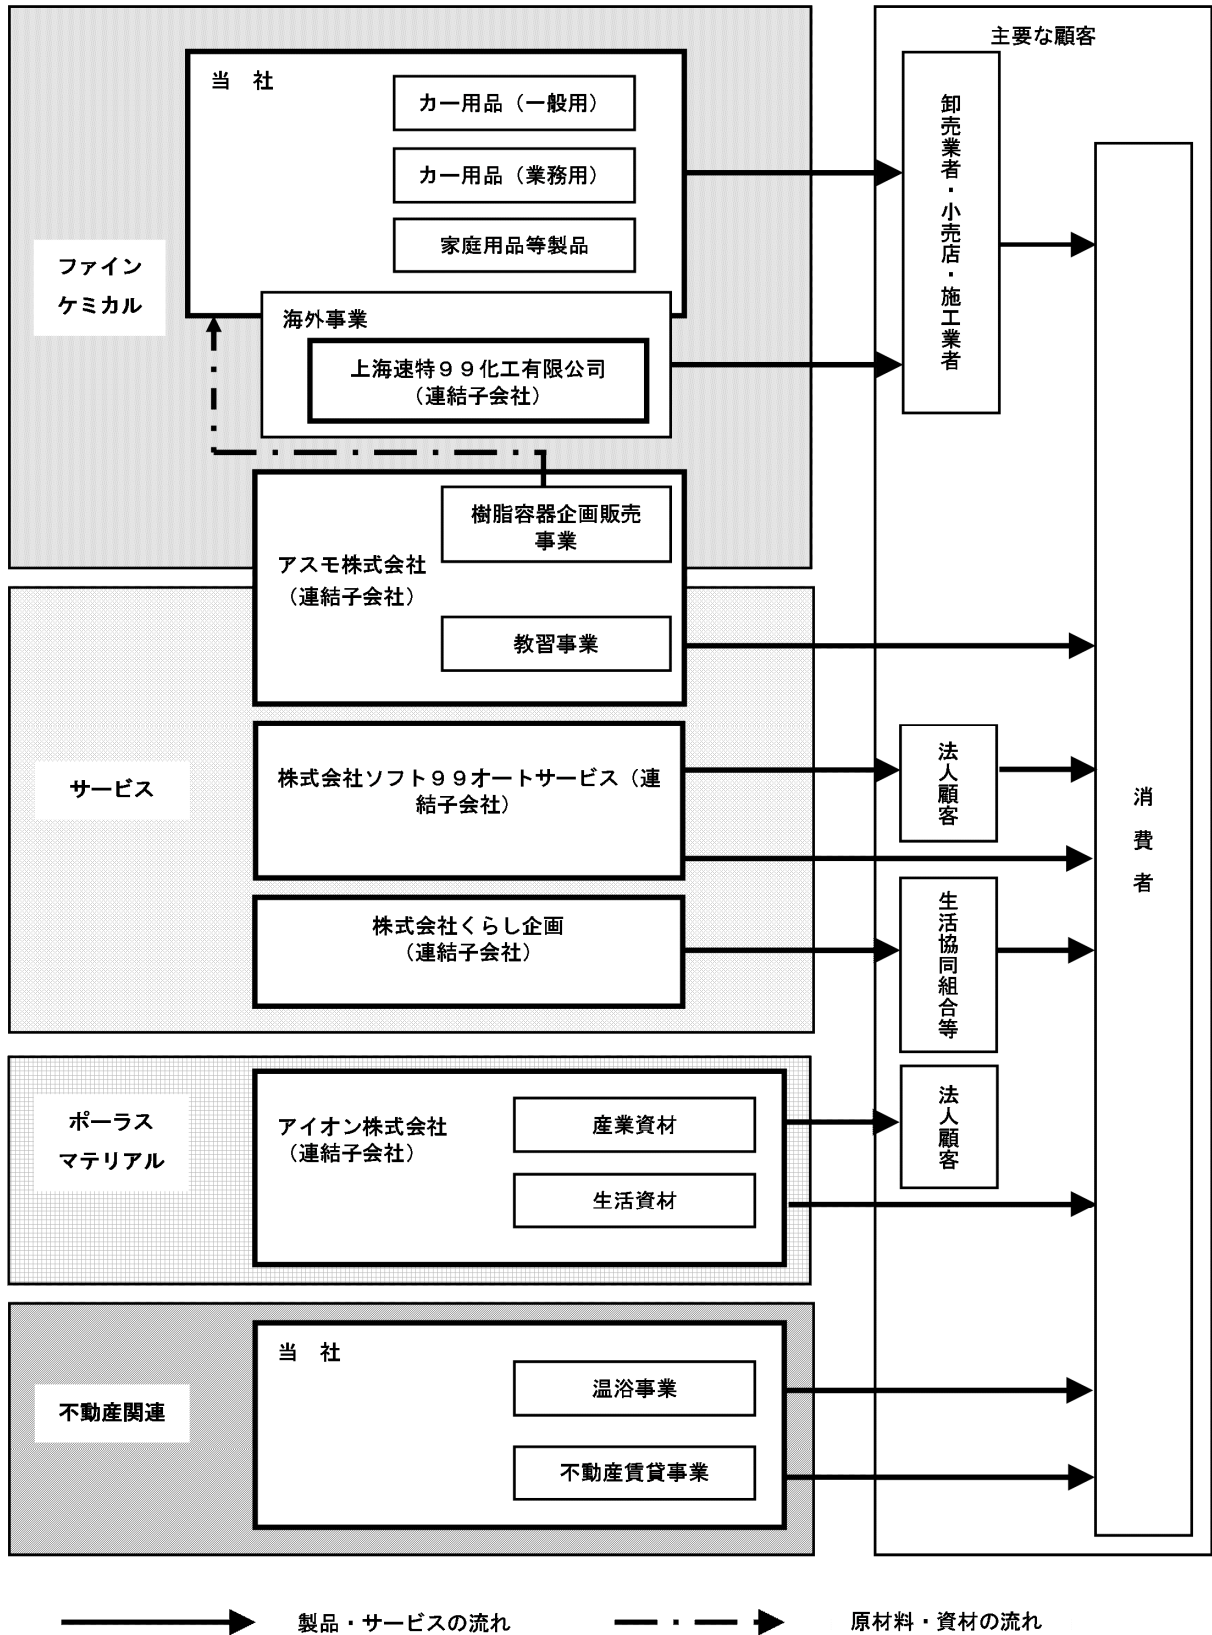 主要な顧客
当　社
カー用品（一般用）
カー用品（業務用）
家庭用品等製品
ファイン
ケミカル
海外事業
上海速特９９化工有限公司
（連結子会社）
卸売業者・小売店・施工業者
樹脂容器企画販売
事業
アスモ株式会社
（連結子会社）
教習事業
サービス
株式会社ソフト９９オートサービス（連
結子会社）
法人顧客
消費者
株式会社くらし企画
（連結子会社）
生活協同組合等
ポーラス
マテリアル
アイオン株式会社
（連結子会社）
産業資材
生活資材
法人顧客
不動産関連
当　社
温浴事業
不動産賃貸事業
製品・サービスの流れ
原材料・資材の流れ